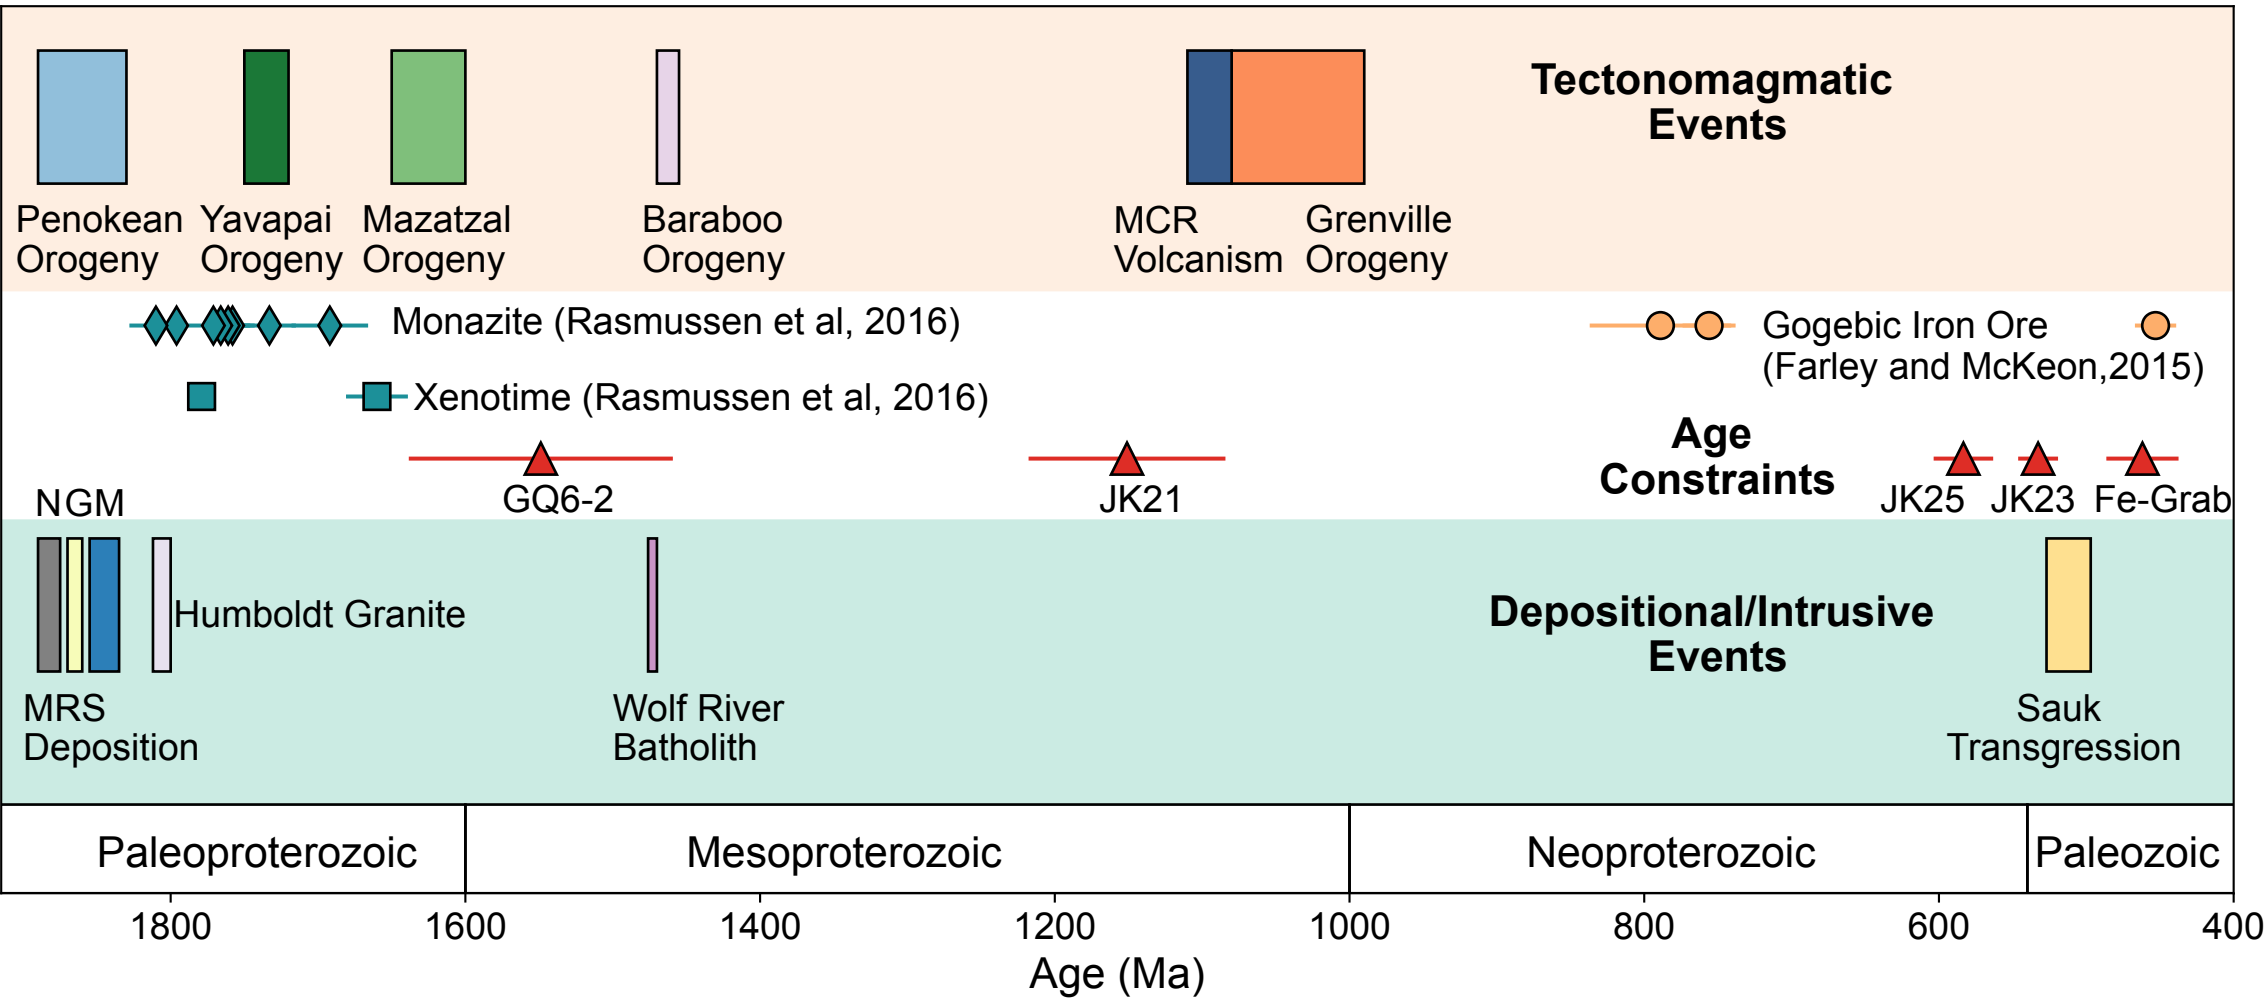 Tectonomagmatic
Events
Penokean
Orogeny
Yavapai
Orogeny
Mazatzal
Orogeny
Baraboo
Orogeny
MCR
Volcanism
Grenville
Orogeny
Monazite (Rasmussen et al, 2016)
Gogebic Iron Ore
(Farley and McKeon,2015)
Xenotime (Rasmussen et al, 2016)
Age
Constraints
NGM
GQ6-2
JK21
JK25
JK23
Fe-Grab
Humboldt Granite
Depositional/Intrusive
Events
MRS
Deposition
Wolf River
Batholith
Sauk
Transgression
Paleoproterozoic
Mesoproterozoic
Neoproterozoic
Paleozoic
1800
1600
1400
1200
1000
800
600
400
Age (Ma)